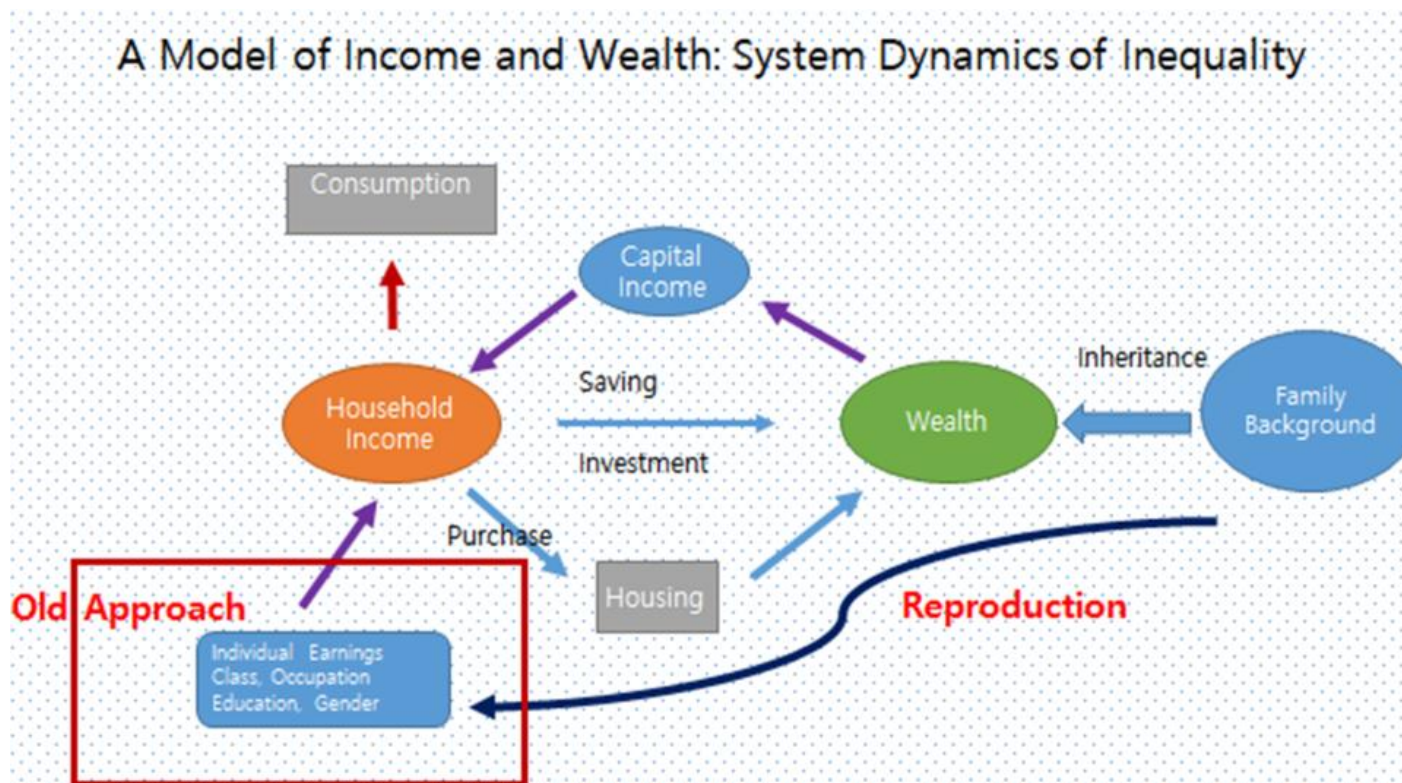 A Model of Income and Wealth: System Dynamics of Inequality
Consumption
Capital
Income
Inheritance
Saving
Family
Background
Household
Income
Wealth
Investment
Purchase
Housing
Old Approach
Reproduction
Individual Earnings
Class, Occupation
Education, Gender